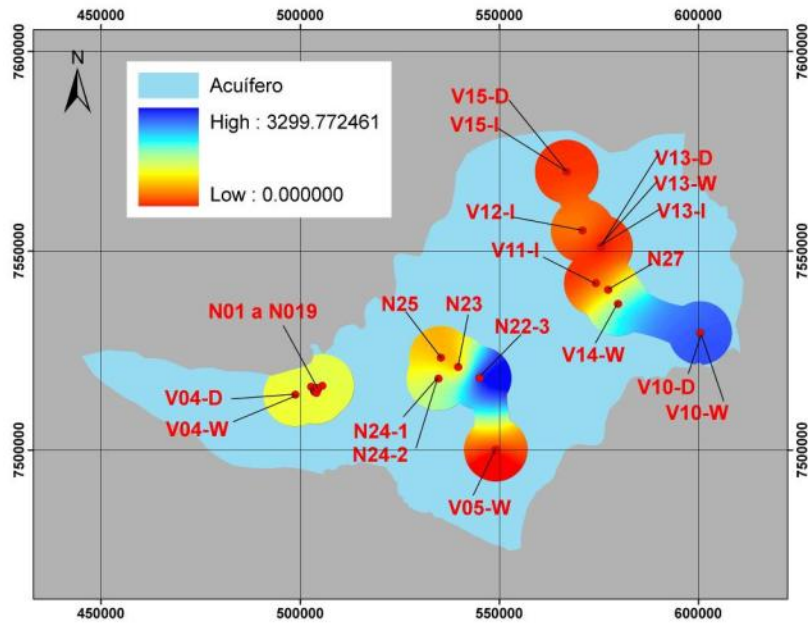 450000 500000 550000 600000
7600000
7600000
N
Acuífero
High : 3299.772461
Low : 0.000000
V15-D
V15-I
V13-D
V13-W
V13-I
V12-I
7550000
7550000
V11-I
N27
N01 a N019
N25
N23
N22-3
V14-W
V04-D
V04-W
V10-D
V10-W
N24-1
N24-2
7500000
7500000
V05-W
450000 500000 550000 600000